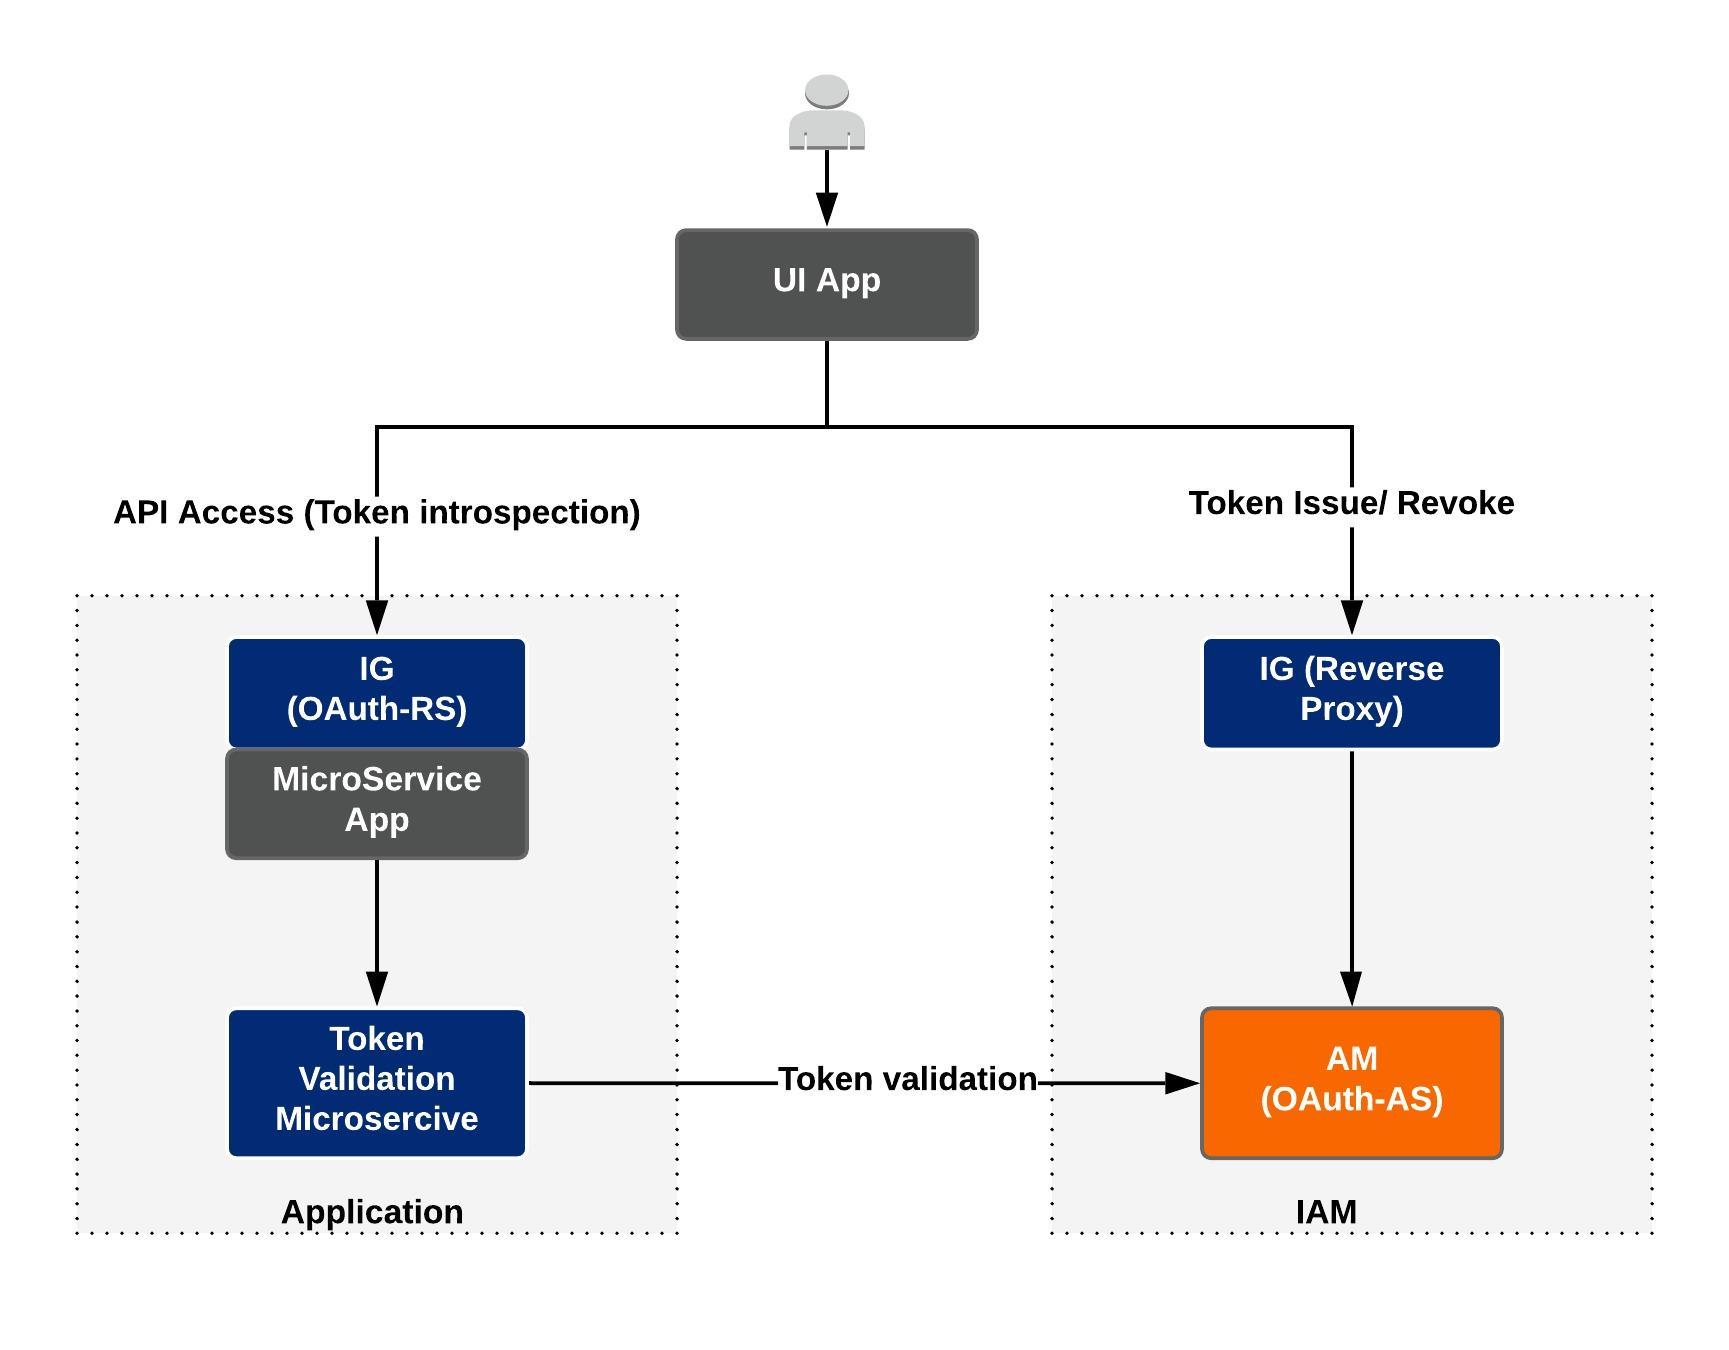 UI App
API Access (Token introspection)
Token Issue/ Revoke
IG
(OAuth-RS)
MicroService
App
IG (Reverse
Proxy)
Token
Validation
Microsercive
Token validation
AM
(OAuth-AS)
Application
IAM